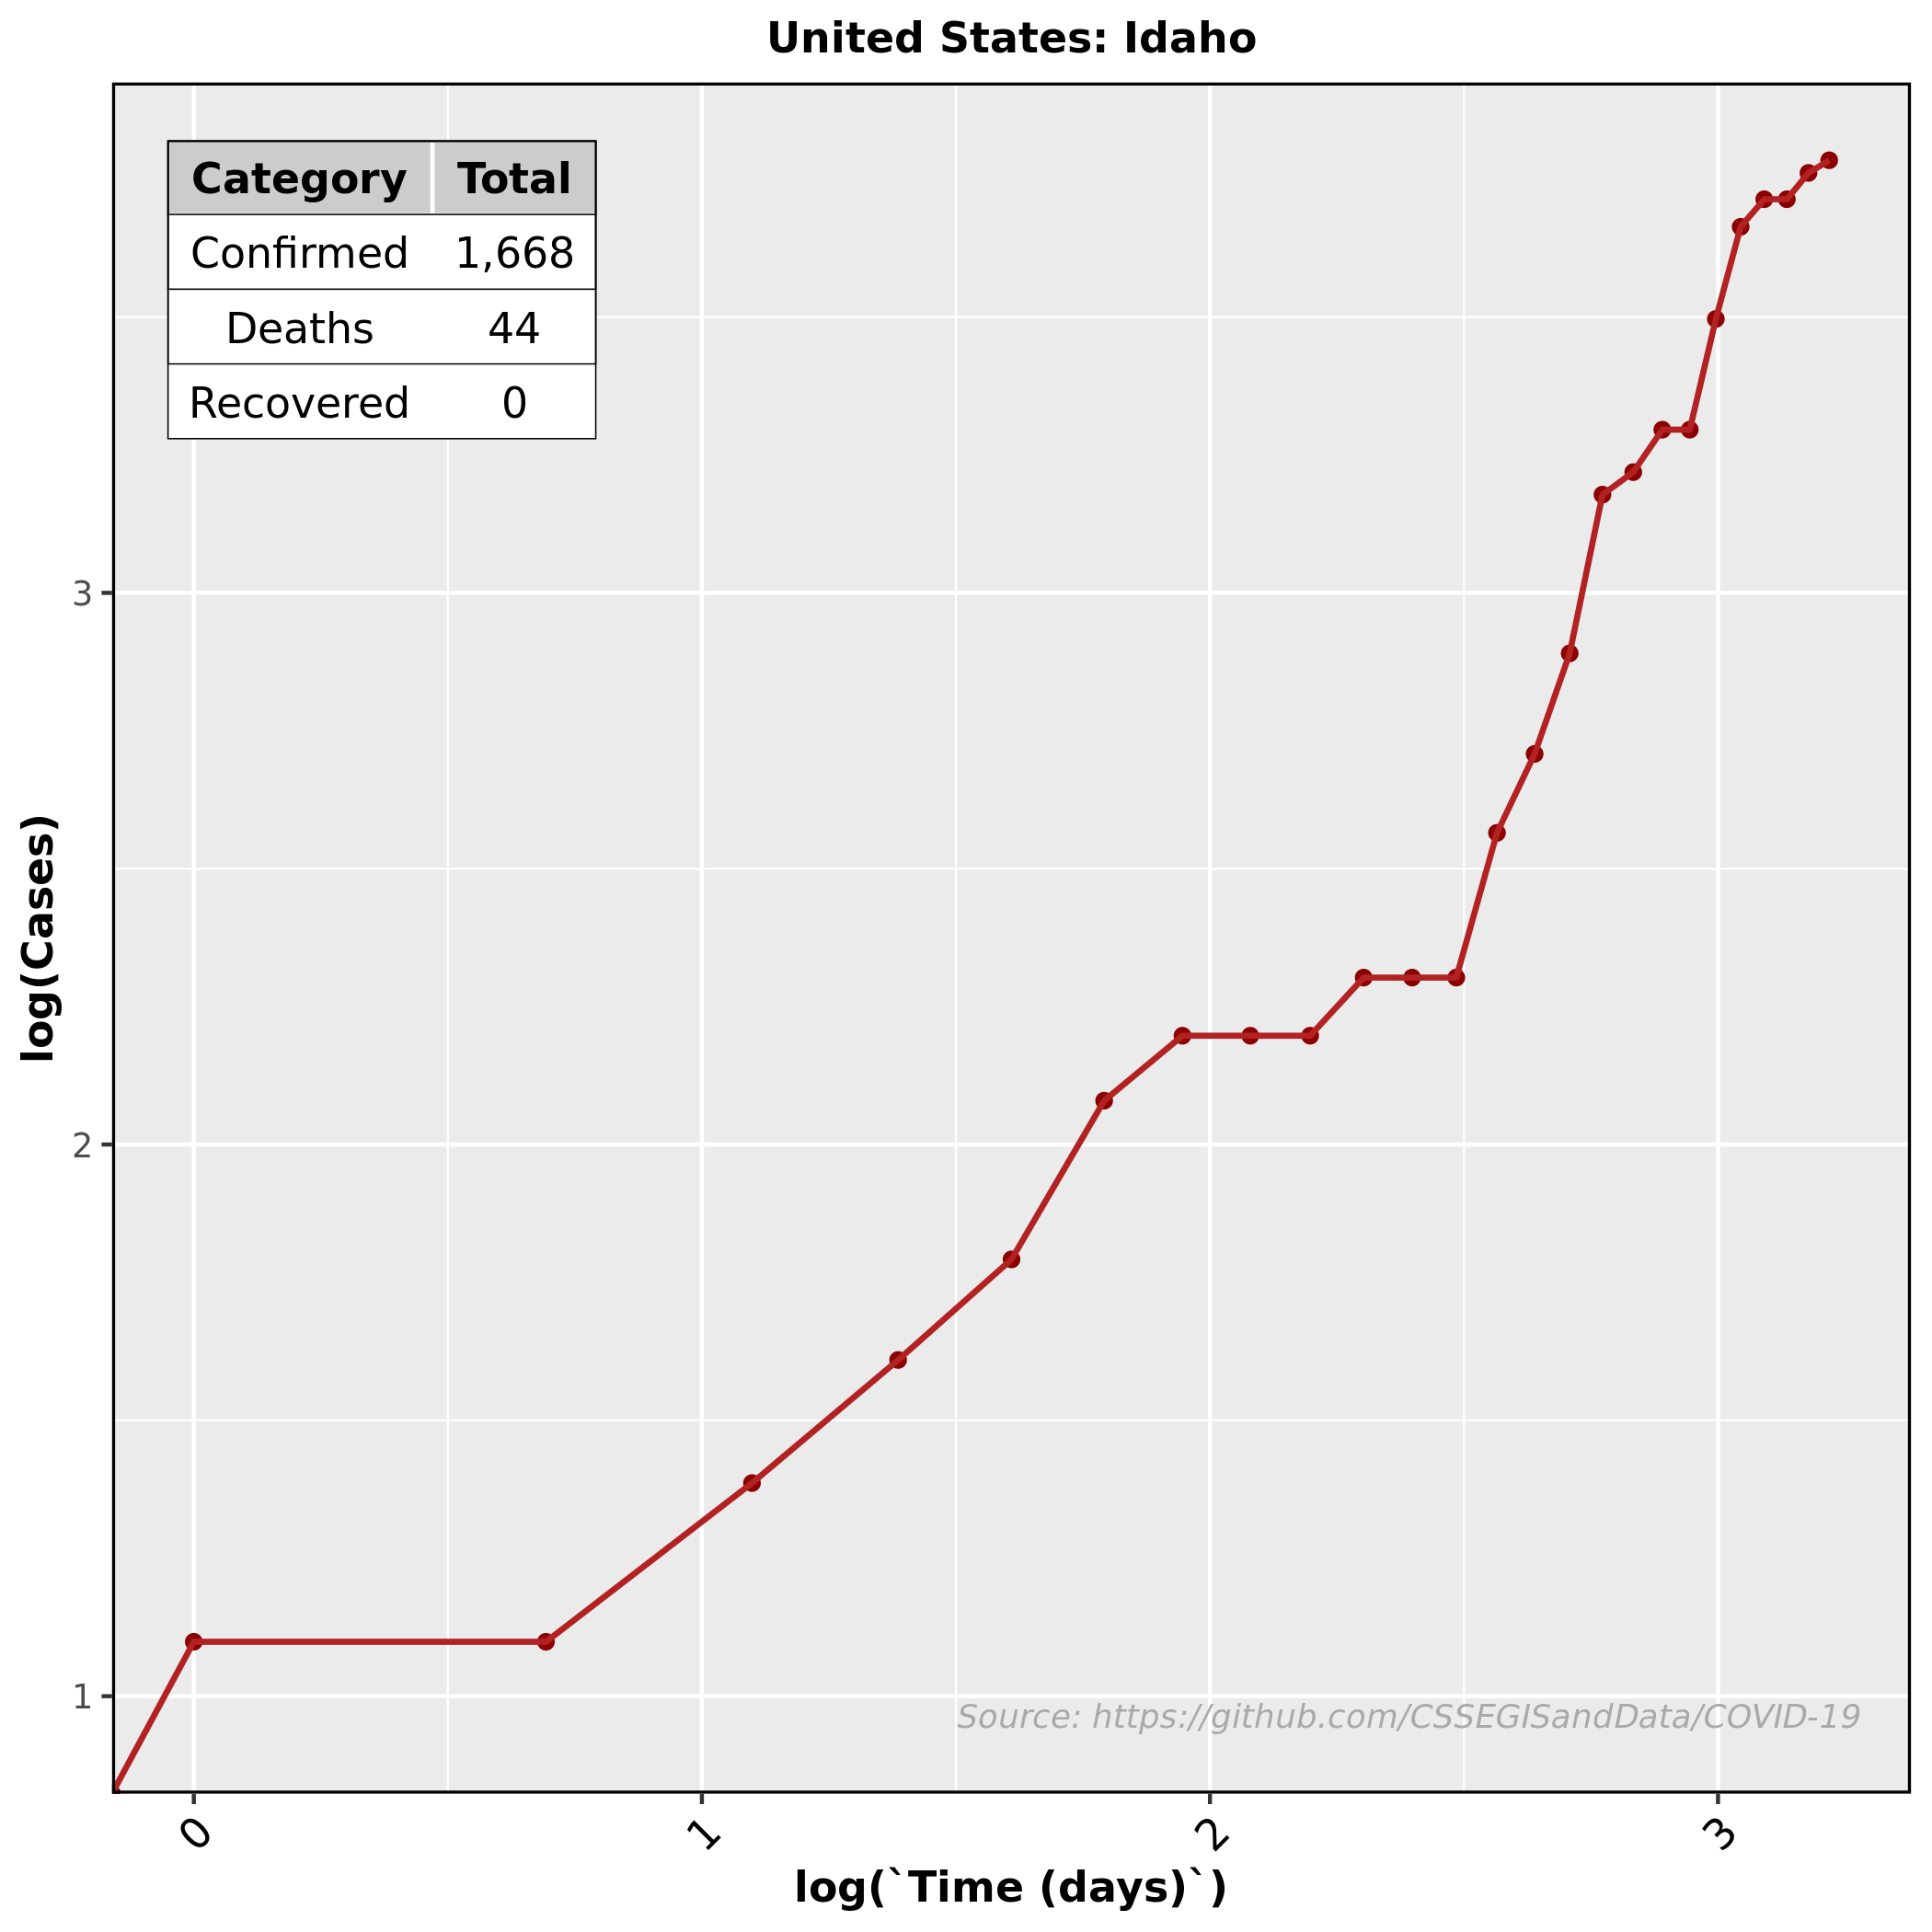 United States: Idaho
Category Total
Confirmed 1,668
Deaths 44
Recovered 0
3
2
1
log(Cases)
Source: https://github.com/CSSEGISandData/COVID-19
0 1 2 3
log(`Time (days)`)